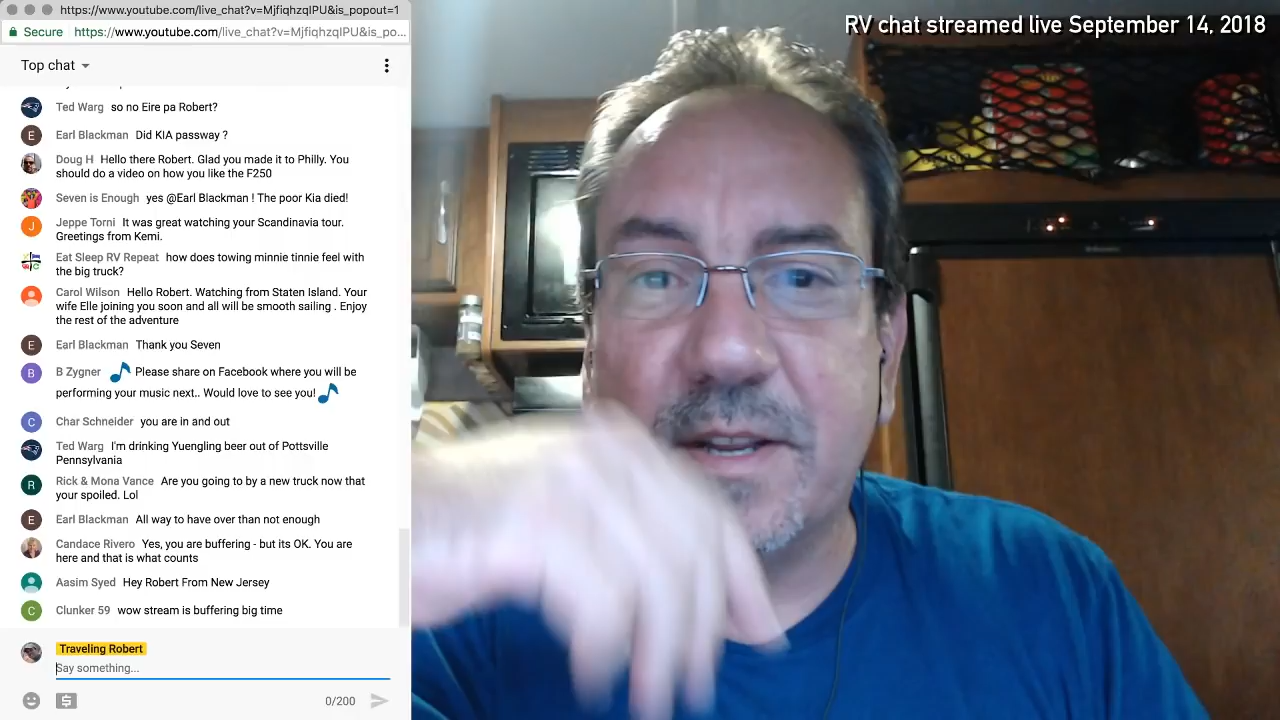 https://www.youtube.com/live_chat?v=MjfiqhzqIPU&is_popout=1
Secure https://www.youtube.com/live_chat?v=MjfiqhzqIPU&is_po...
RV chat streamed live September 14, 2018
Top chat
Ted Warg so no Eire pa Robert?
E Earl Blackman Did KIA passway ?
Doug H Hello there Robert. Glad you made it to Philly. You
should do a video on how you like the F250
Seven is Enough yes @Earl Blackman ! The poor Kia died!
J Jeppe Torni It was great watching your Scandinavia tour.
Greetings from Kemi.
Eat Sleep RV Repeat how does towing minnie tinnie feel with
the big truck?
Carol Wilson Hello Robert. Watching from Staten Island. Your
wife Elle joining you soon and all will be smooth sailing . Enjoy
the rest of the adventure
E Earl Blackman Thank you Seven
B B Zygner Please share on Facebook where you will be
performing your music next.. Would love to see you!
C Char Schneider you are in and out
Ted Warg I'm drinking Yuengling beer out of Pottsville
Pennsylvania
R Rick & Mona Vance Are you going to by a new truck now that
your spoiled. Lol
E Earl Blackman All way to have over than not enough
Candace Rivero Yes, you are buffering - but its OK. You are
here and that is what counts
Aasim Syed Hey Robert From New Jersey
C Clunker 59 wow stream is buffering big time
Traveling Robert
Say something...
0/200